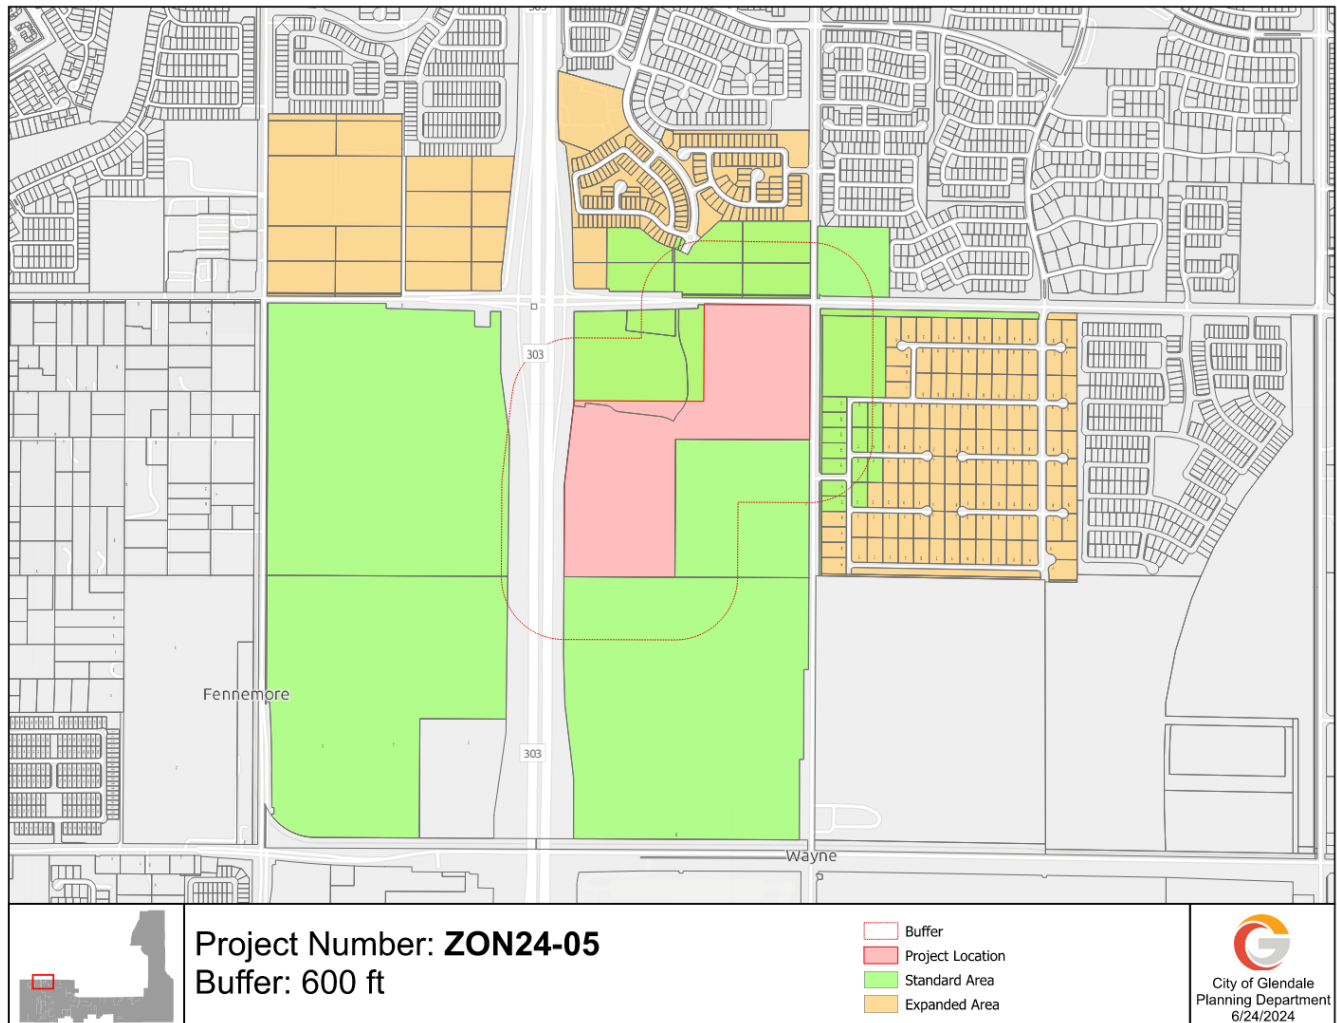 303
303
Fennemore
303
Wayne
Project Number: ZON24-05
Buffer: 600 ft
Buffer
Project Location
Standard Area
Expanded Area
City of Glendale
Planning Department
6/24/2024